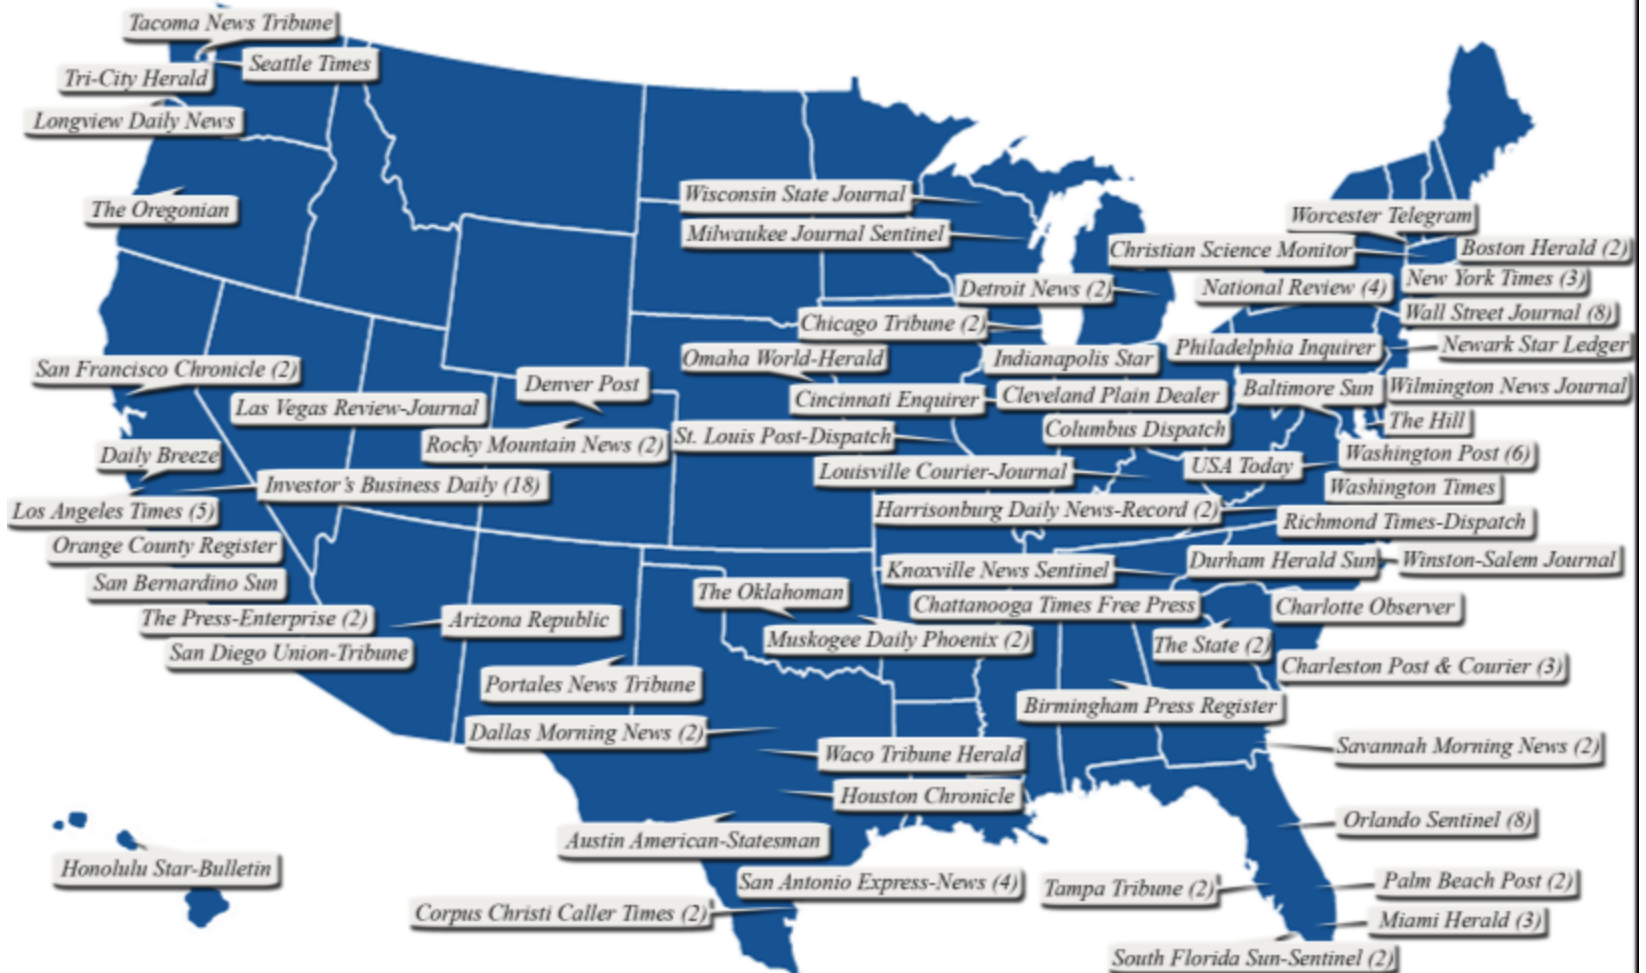 Tacoma News Tribune
Seattle Times
Tri-City Herald
Longview Daily News
The Oregonian
Wisconsin State Journal
Milwaukee Journal Sentinel
Worcester Telegram
Christian Science Monitor
Boston Herald (2)
Detroit News (2)
National Review (4)
New York Times (3)
Chicago Tribune (2)
Wall Street Journal (8)
San Francisco Chronicle (2)
Omaha World-Herald
Indianapolis Star
Philadelphia Inquirer
Newark Star Ledger
Denver Post
Las Vegas Review-Journal
Cincinnati Enquirer
Cleveland Plain Dealer
Baltimore Sun
Wilmington News Journal
The Hill
Rocky Mountain News (2)
St. Louis Post-Dispatch
Columbus Dispatch
Daily Breeze
Louisville Courier-Journal
USA Today
Washington Post (6)
Investor's Business Daily (18)
Washington Times
Los Angeles Times (5)
Harrisonburg Daily News-Record (2)
Richmond Times-Dispatch
Orange County Register
San Bernardino Sun
Knoxville News Sentinel
Durham Herald Sun
Winston-Salem Journal
The Oklahoman
Chattanooga Times Free Press
Charlotte Observer
The Press-Enterprise (2)
Arizona Republic
Muskogee Daily Phoenix (2)
The State (2)
San Diego Union-Tribune
Charleston Post & Courier (3)
Portales News Tribune
Birmingham Press Register
Dallas Morning News (2)
Waco Tribune Herald
Savannah Morning News (2)
Houston Chronicle
Orlando Sentinel (8)
Austin American-Statesman
Honolulu Star-Bulletin
San Antonio Express-News (4)
Tampa Tribune (2)
Palm Beach Post (2)
Corpus Christi Caller Times (2)
Miami Herald (3)
South Florida Sun-Sentinel (2)